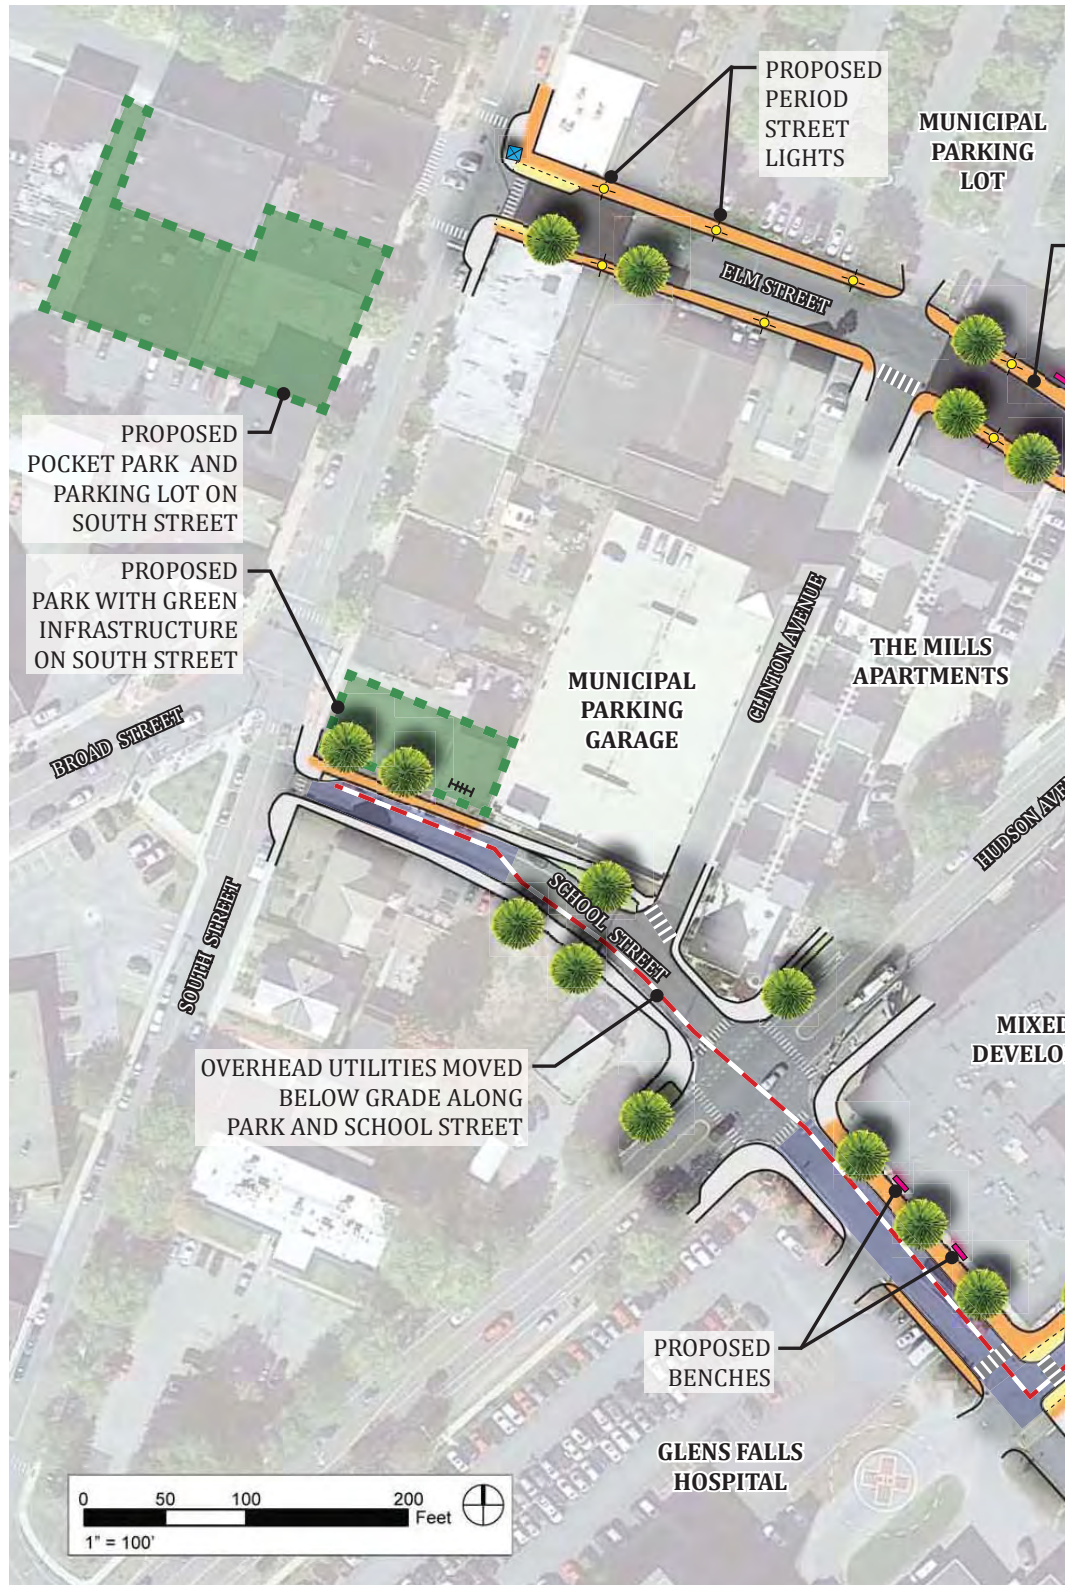 PROPOSED
PERIOD
STREET
LIGHTS
MUNICIPAL
PARKING
LOT
ELM STREET
PROPOSED
POCKET PARK AND
PARKING LOT ON
SOUTH STREET
PROPOSED
PARK WITH GREEN
INFRASTRUCTURE
ON SOUTH STREET
CLINTON AVENUE
THE MILLS
APARTMENTS
MUNICIPAL
PARKING
GARAGE
BROAD STREET
HUDSON AVE
SCHOOL STREET
SOUTH STREET
MIXED
DEVELO
OVERHEAD UTILITIES MOVED
BELOW GRADE ALONG
PARK AND SCHOOL STREET
PROPOSED
BENCHES
GLENS FALLS
HOSPITAL
0 50 100 200
Feet
1" = 100'